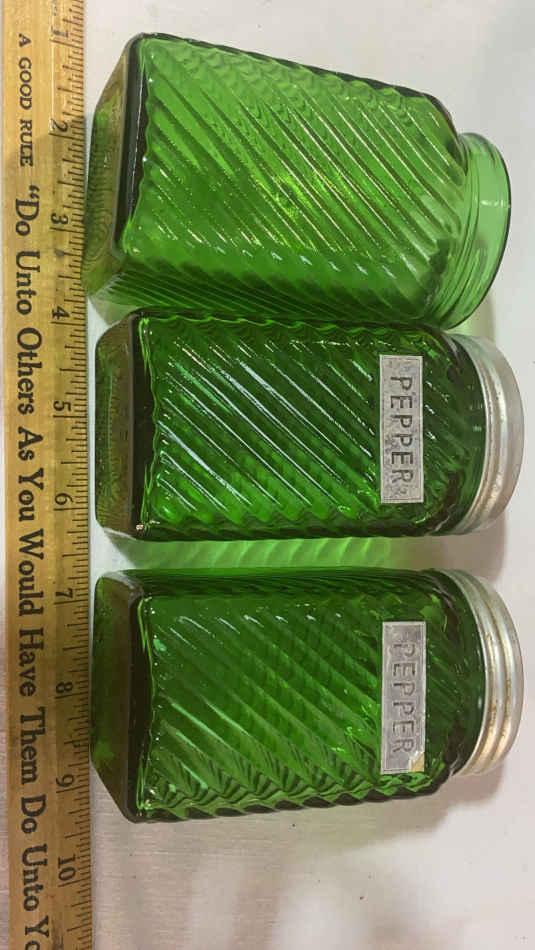 A GOOD RULE "Do Unto Others As You Would Have Them Do Unto Yo
1 2 3 4 5 6 7 8 9 10
PEPPER
PEPPER